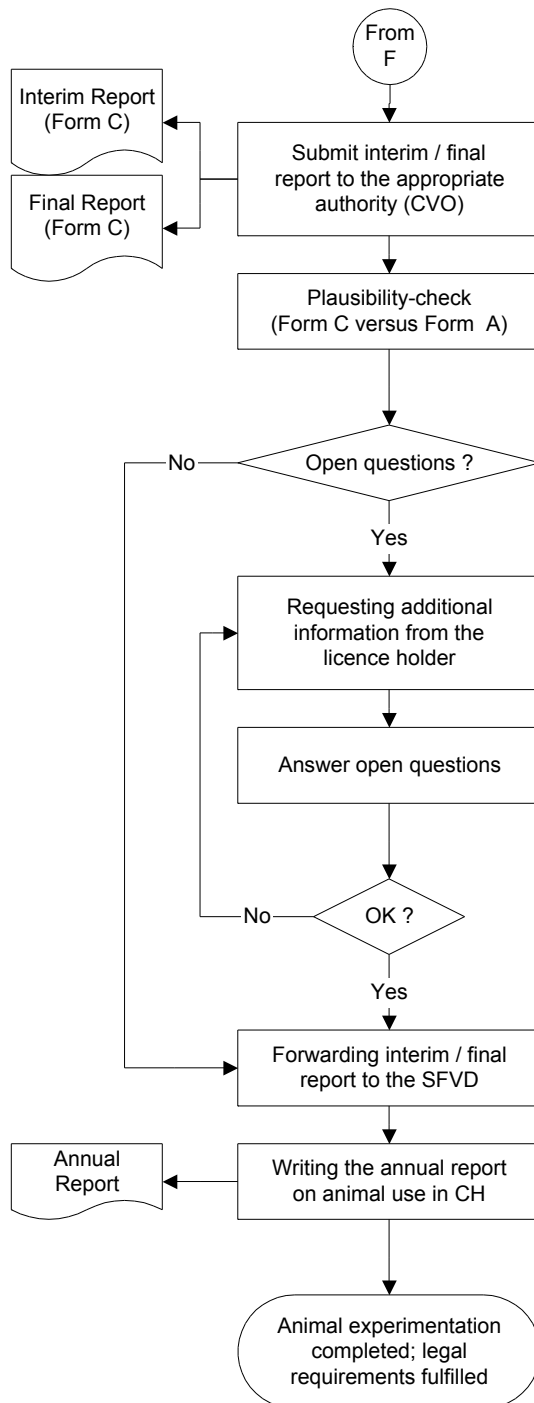 From
F
Interim Report
(Form C)
Submit interim / final
report to the appropriate
authority (CVO)
Final Report
(Form C)
Plausibility-check
(Form C versus Form A)
No
Open questions ?
Yes
Requesting additional
information from the
licence holder
Answer open questions
No
OK ?
Yes
Forwarding interim / final
report to the SFVD
Annual
Report
Writing the annual report
on animal use in CH
Animal experimentation
completed; legal
requirements fulfilled